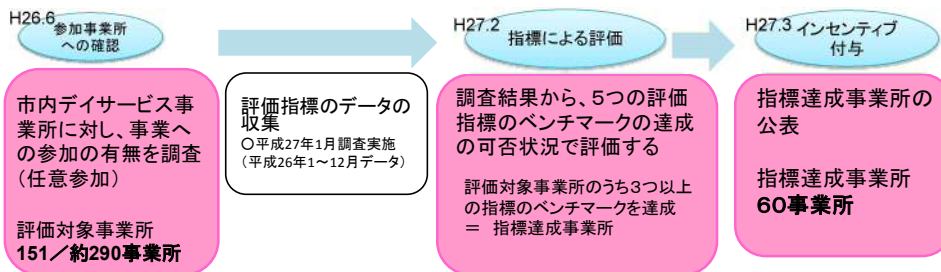 H26.6
参加事業所
への確認
市内デイサービス事
業所に対し、事業へ
の参加の有無を調査
（任意参加）
評価対象事業所
151／約290事業所
評価指標のデータの
収集
○平成27年1月調査実施
（平成26年1～12月データ）
H27.2
指標による評価
調査結果から、５つの評価
指標のベンチマークの達成
の可否状況で評価する
評価対象事業所のうち３つ以上
の指標のベンチマークを達成
＝ 指標達成事業所
H27.3
インセンティブ
付与
指標達成事業所の
公表
指標達成事業所
６０事業所